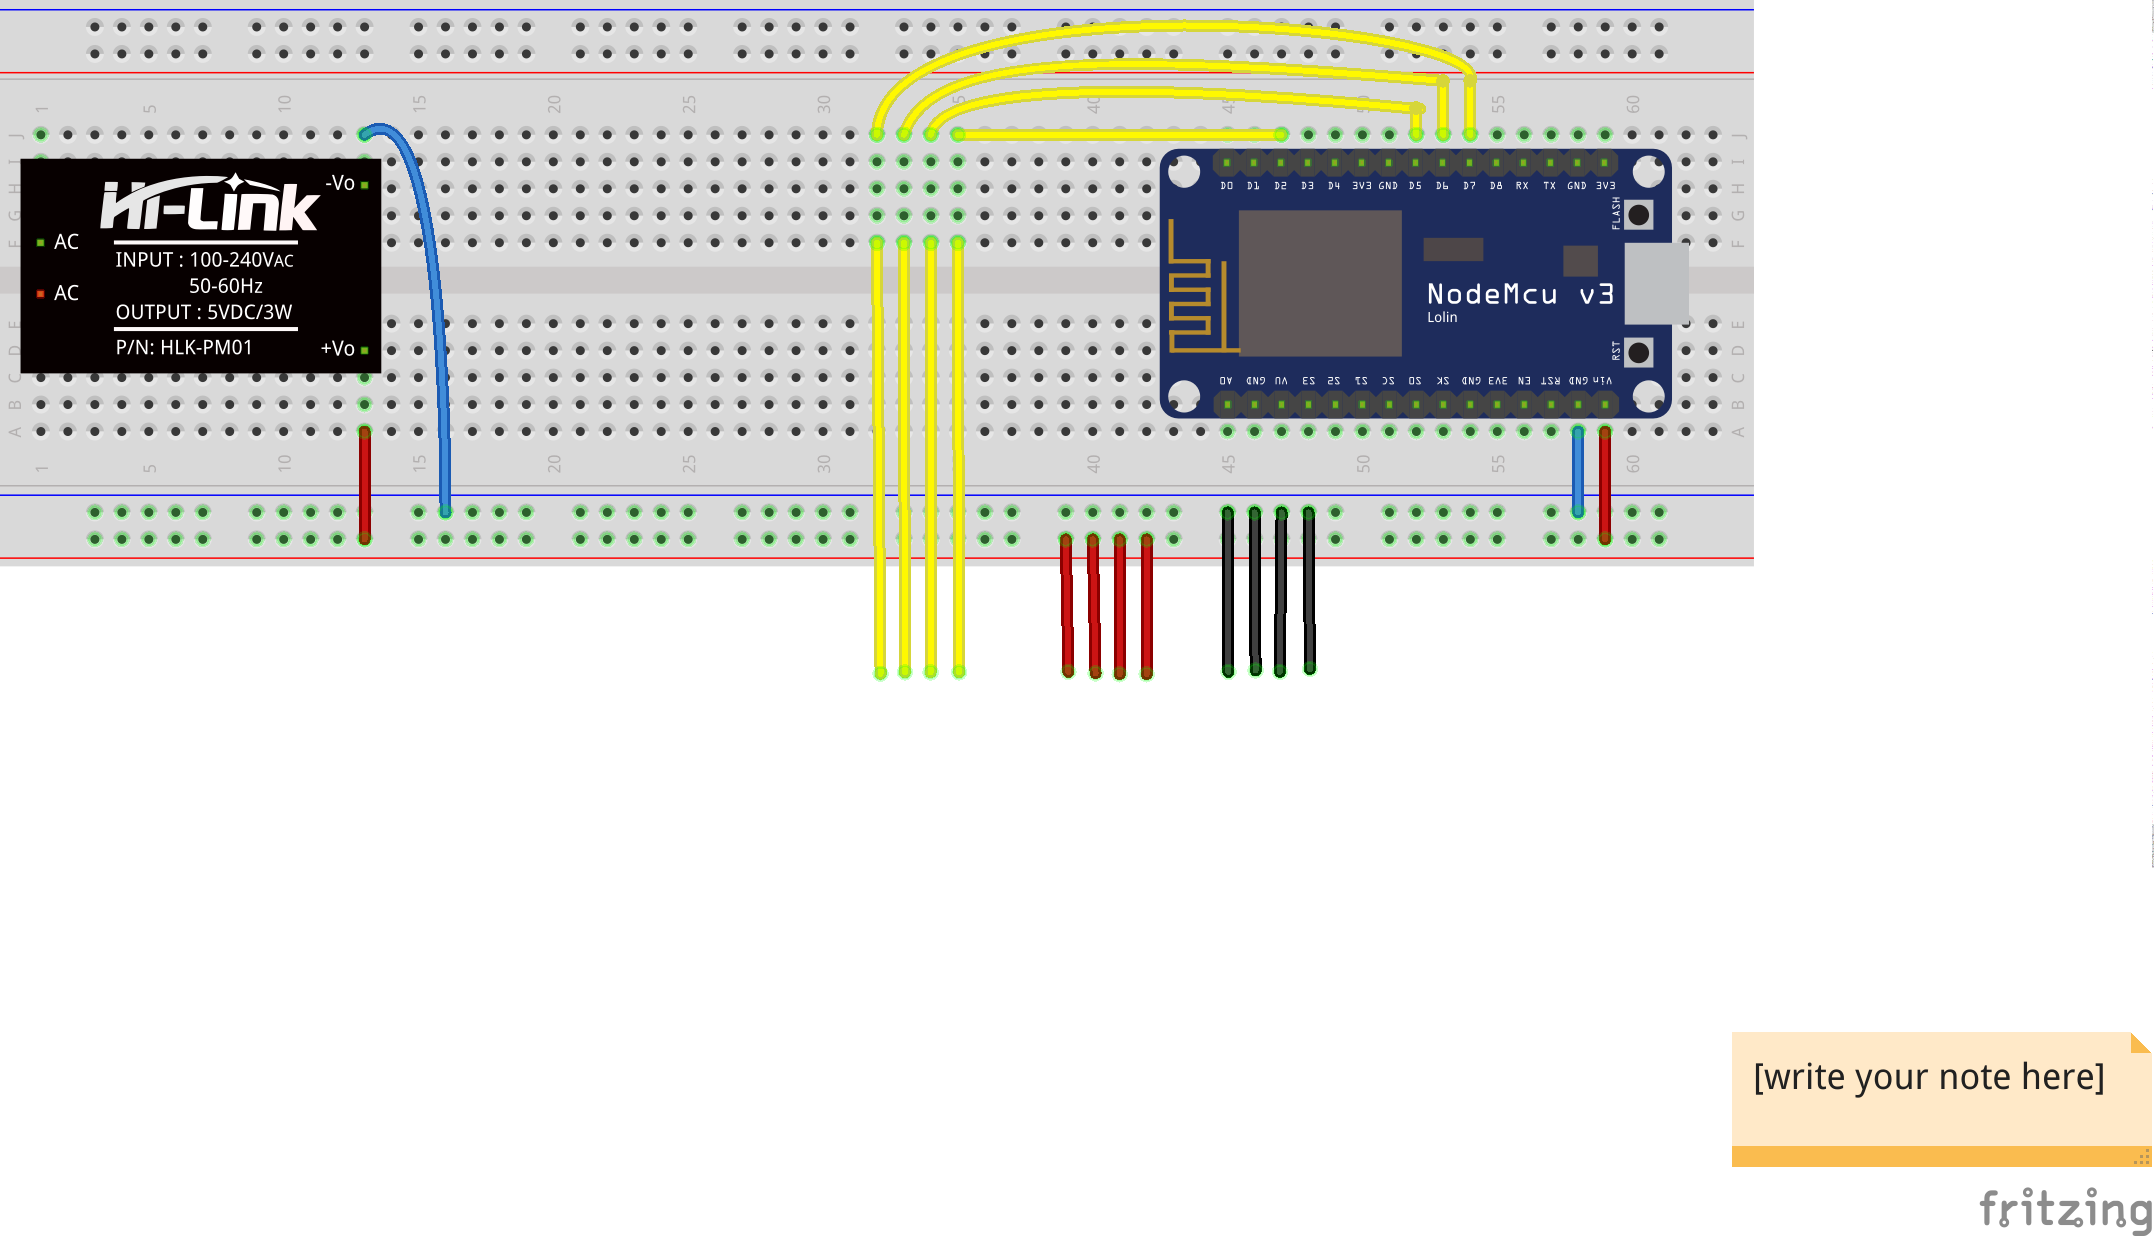 1 5 10 15 20 25 30 35 40 45 50 55 60
J J
I I
H H
G G
F F
Hi-Link
-Vo
AC
INPUT : 100-240VAC
AC
50-60Hz
OUTPUT : 5VDC/3W
P/N: HLK-PM01
+Vo
D0 D1 D2 D3 D4 3V3 GND D5 D6 D7 D8 RX TX GND 3V3
FLASH
NodeMcu v3
Lolin
RST
A0 GND VU S3 S2 S1 SC S0 SK GND 3V3 EN RST GND Vin
E E
D D
C C
B B
A A
1 5 10 15 20 25 30 40 45 50 55 60
[write your note here]
fritzing